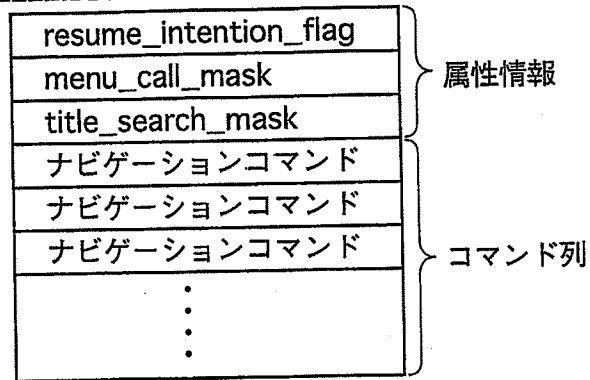 resume_intention_flag
menu_call_mask
title_search_mask
属性情報
ナビゲーションコマンド
ナビゲーションコマンド
ナビゲーションコマンド
コマンド列